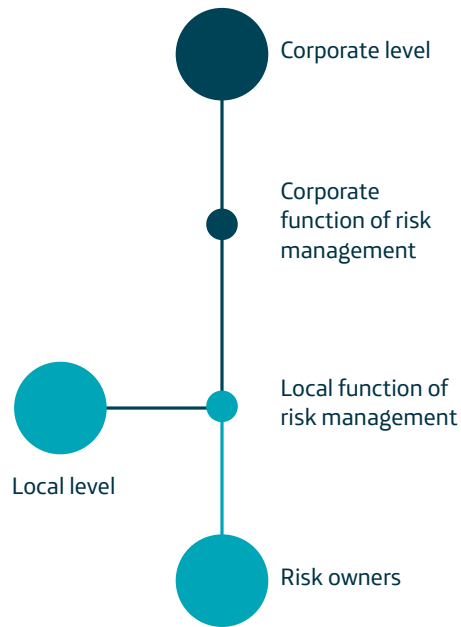 Corporate level
Corporate
function of risk
management
Local function of
risk management
Local level
Risk owners